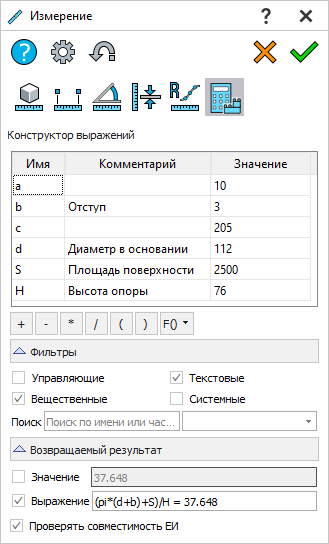 Измерение ? ×
?
R
Конструктор выражений
Имя Комментарий Значение
a 10
b Отступ 3
c 205
d Диаметр в основании 112
S Площадь поверхности 2500
H Высота опоры 76
+ - * / ( ) F()
Фильтры
Управляющие Текстовые
Вещественные Системные
Поиск Поиск по имени или час...
Возвращаемый результат
Значение 37.648
Выражение (pi*(d+b)+S)/H = 37.648
Проверять совместимость ЕИ